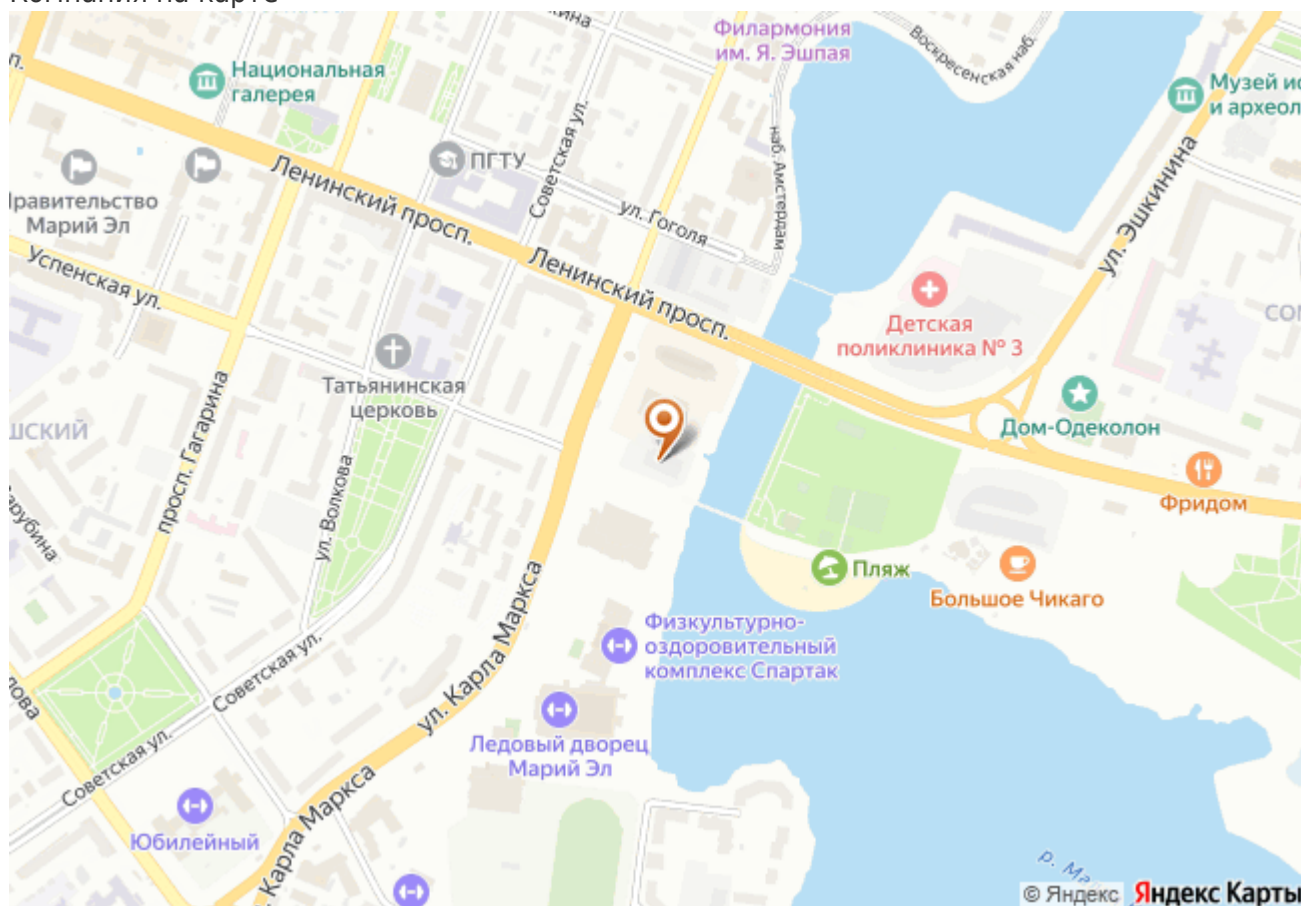 Компания на карте
Филармония
им. Я. Эшпая
Воскресенская наб.
Национальная
галерея
Музей ис
и археол
Советская ул.
наб. Амстердам
ПГТУ
Ленинский просп.
ул. Гоголя
ул. Эшкинина
Правительство
Марий Эл
Успенская ул.
Ленинский просп.
Детская
поликлиника № 3
Татьянинская
церковь
Дом-Одеколон
просп. Гагарина
ул. Волкова
Фридом
Пляж
Большое Чикаго
ул. Карла Маркса
Физкультурно-
оздоровительный
комплекс Спартак
Советская ул.
Ледовый дворец
Марий Эл
Советская ул.
Юбилейный
Карла Маркса
© Яндекс Яндекс Карты